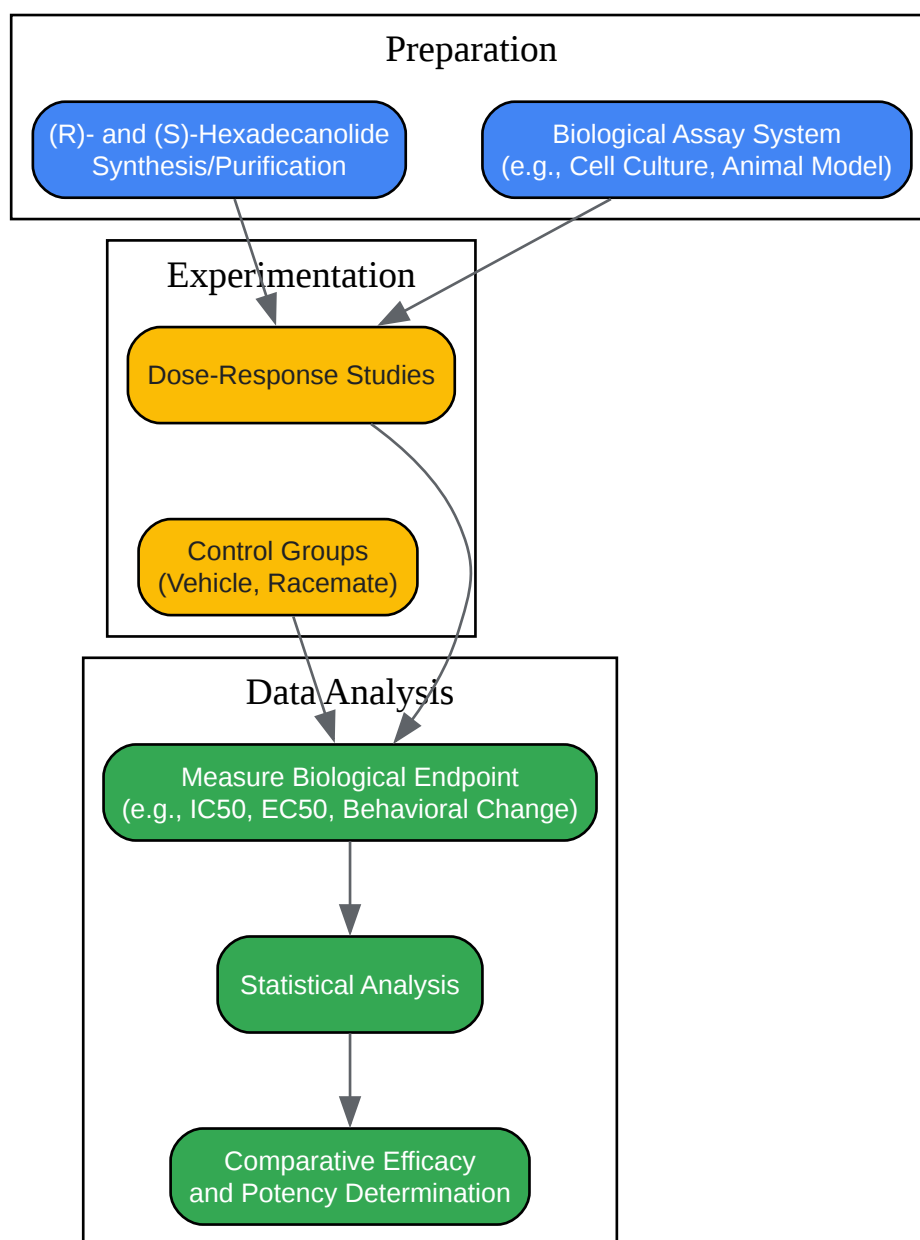 Preparation
(R)- and (S)-Hexadecanolide
Synthesis/Purification
Biological Assay System
(e.g., Cell Culture, Animal Model)
Experimentation
Dose-Response Studies
Control Groups
(Vehicle, Racemate)
Data Analysis
Measure Biological Endpoint
(e.g., IC50, EC50, Behavioral Change)
Statistical Analysis
Comparative Efficacy
and Potency Determination